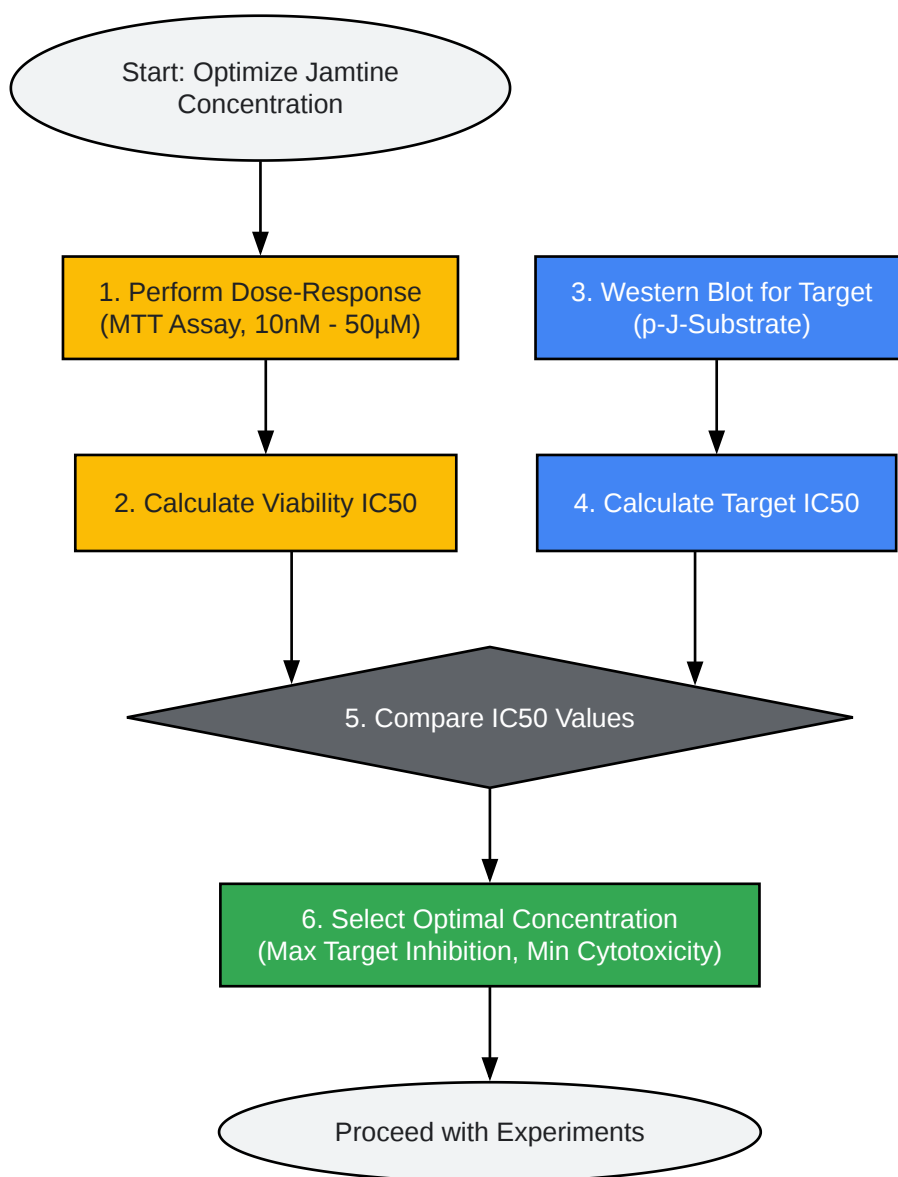 Start: Optimize Jamtine
Concentration
1. Perform Dose-Response
(MTT Assay, 10nM - 50µM)
3. Western Blot for Target
(p-J-Substrate)
2. Calculate Viability IC50
4. Calculate Target IC50
5. Compare IC50 Values
6. Select Optimal Concentration
(Max Target Inhibition, Min Cytotoxicity)
Proceed with Experiments